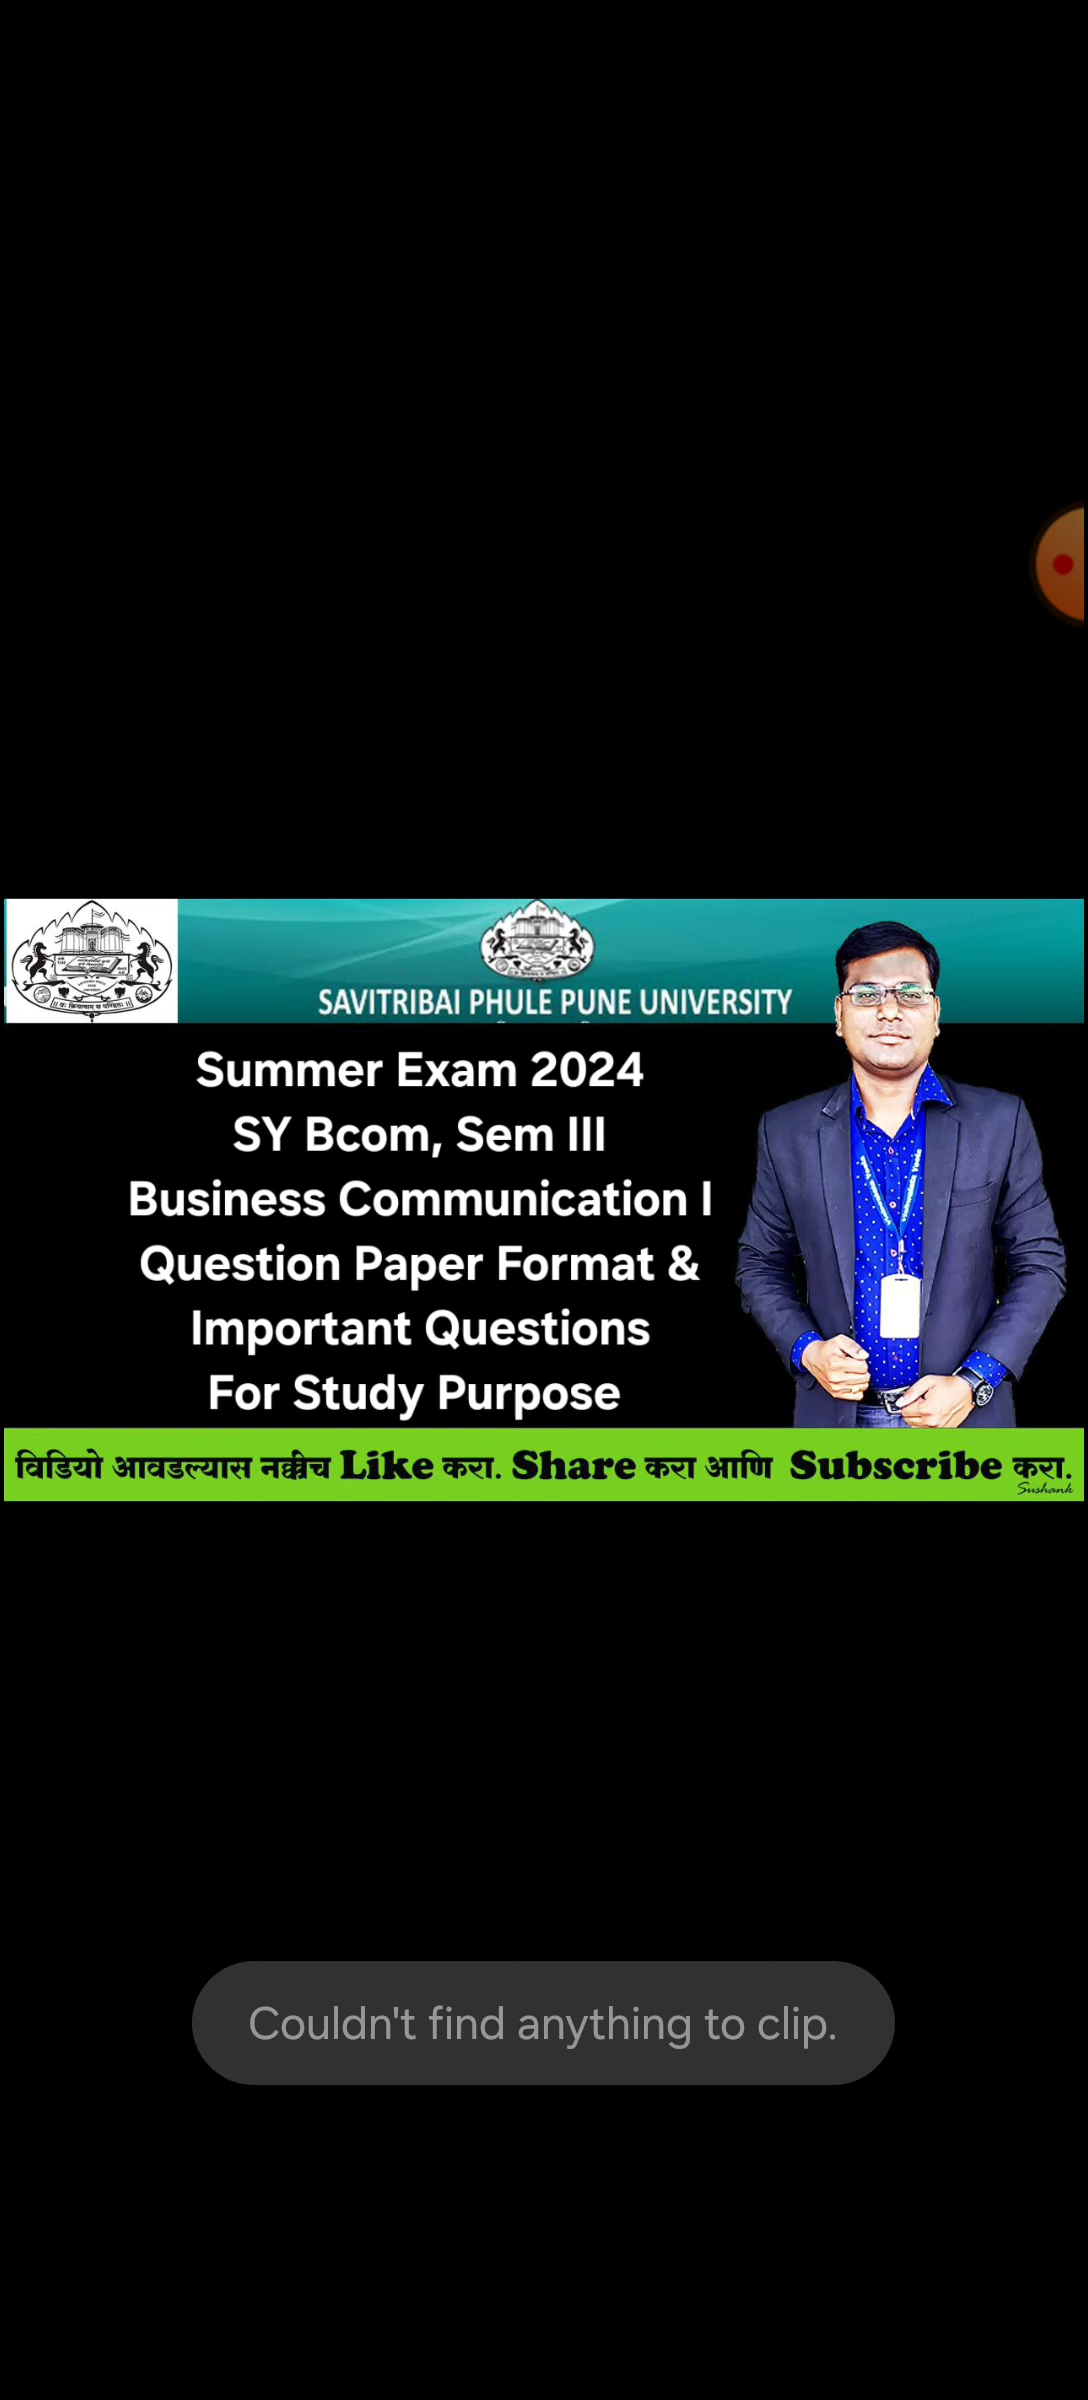 SAVITRIBAI PHULE PUNE UNIVERSITY
Summer Exam 2024
SY Bcom, Sem III
Business Communication I
Question Paper Format &
Important Questions
For Study Purpose
विडियो आवडल्यास नक्कीच Like करा. Share करा आणि Subscribe करा.
Sushank
Couldn't find anything to clip.